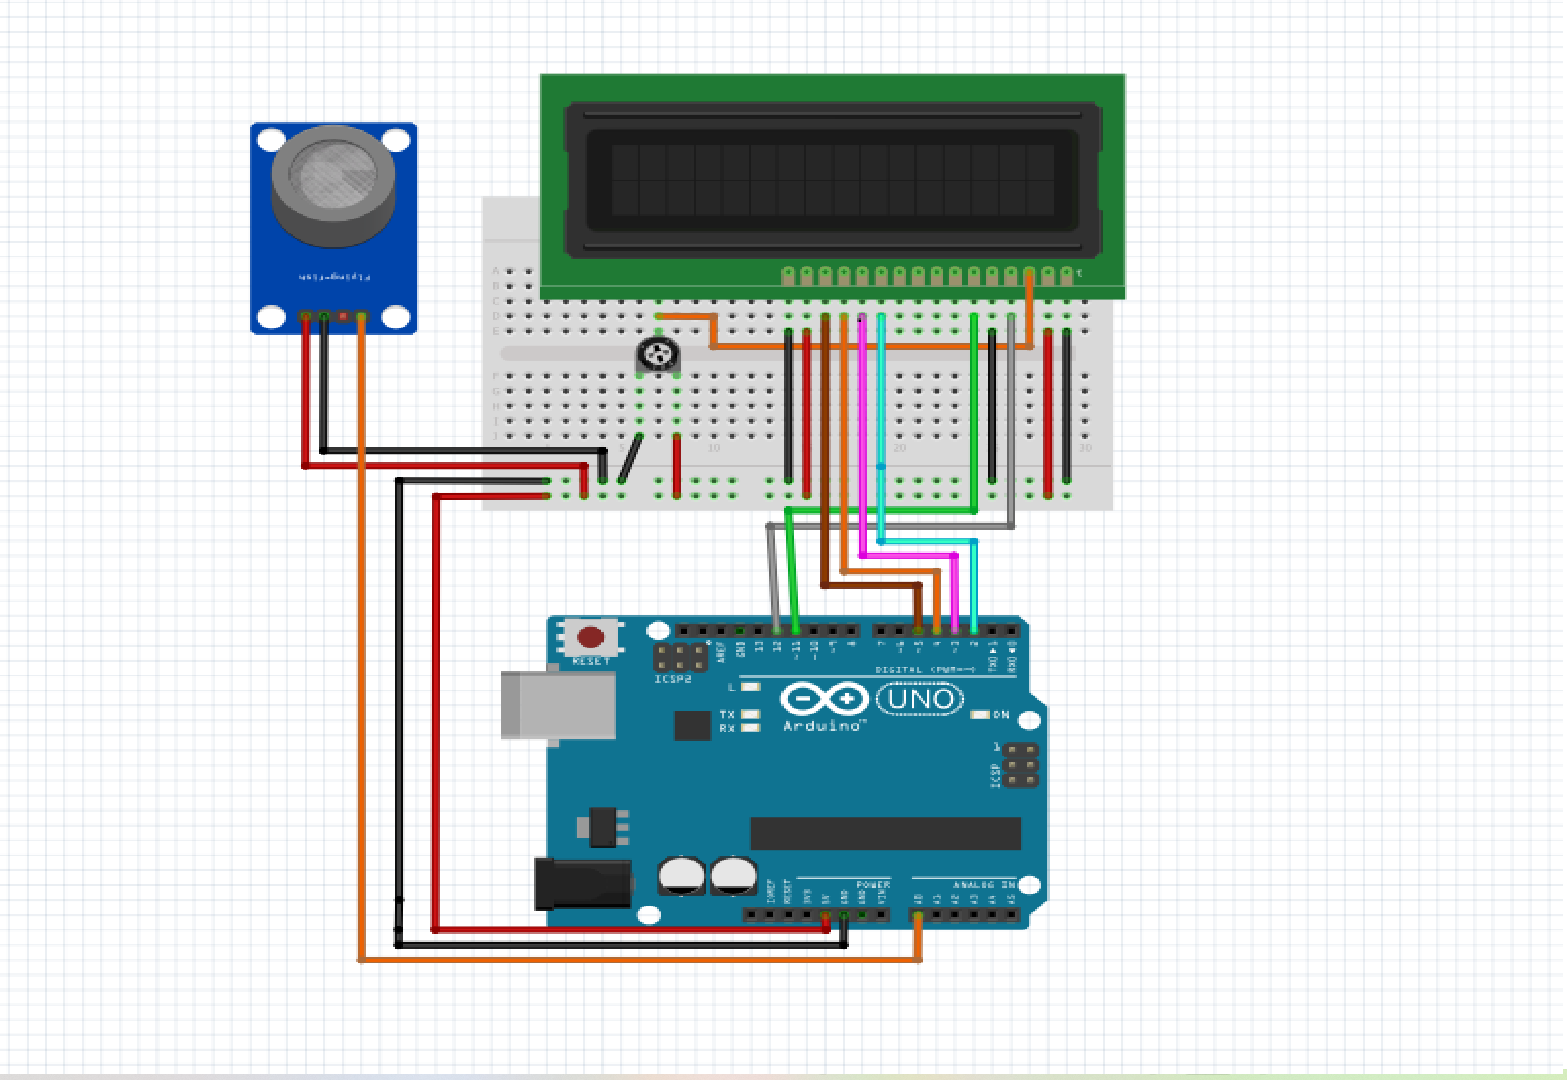 Flying-fish
1
A
B
C
D
E
F
G
H
I
J
5
10
20
30
RESET
ICSP2
AREF
GND
13
12
~11
~10
~9
8
7
~6
~5
4
~3
2
TX▶1
RX◀0
DIGITAL (PWM=~)
L
TX
RX
UNO
Arduino™
ON
1
ICSP
POWER
ANALOG IN
IOREF
RESET
3V3
5V
GND
GND
VIN
A0
A1
A2
A3
A4
A5